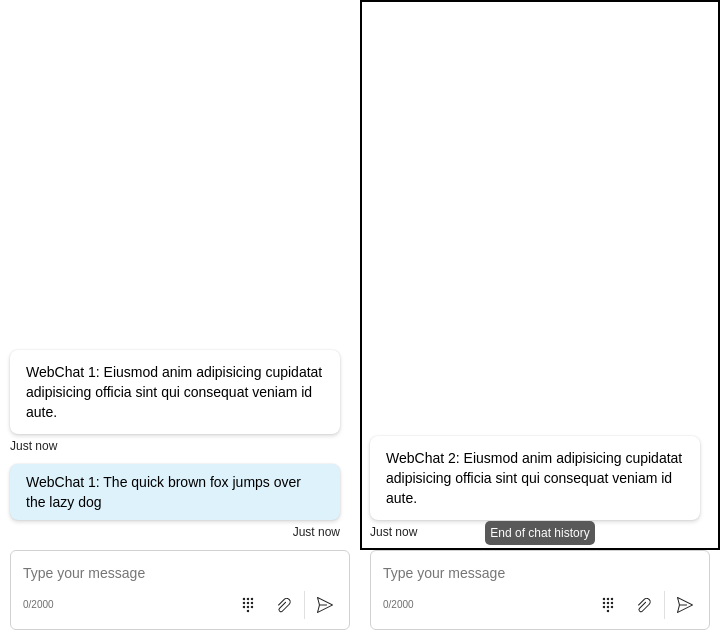 WebChat 1: Eiusmod anim adipisicing cupidatat
adipisicing officia sint qui consequat veniam id
aute.
Just now
WebChat 1: The quick brown fox jumps over
the lazy dog
Just now
Type your message
0/2000
WebChat 2: Eiusmod anim adipisicing cupidatat
adipisicing officia sint qui consequat veniam id
aute.
Just now
End of chat history
Type your message
0/2000